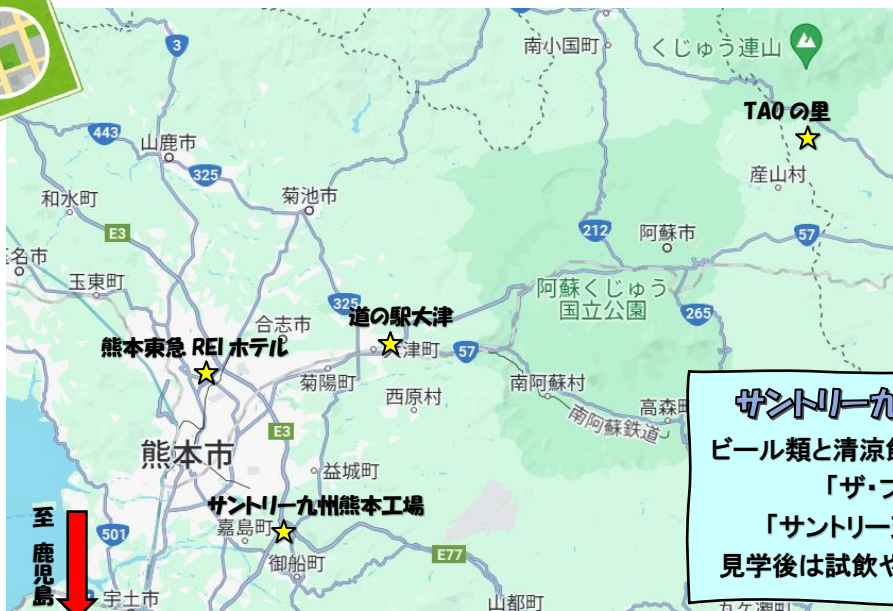 3
南小国町
くじゅう連山
TAO の里
443
山鹿市
325
産山村
菊池市
和水町
E3
212
阿蘇市
57
名市
玉東町
阿蘇くじゅう
国立公園
325
道の駅大津
265
合志市
熊本東急 REI ホテル
津町
57
菊陽町
西原村
南阿蘇村
高森町
南阿蘇鉄道
E3
熊本市
益城町
サントリー九州熊本工場
嘉島町
至 鹿児島
501
御船町
E77
宇土市
山都町
サントリー九
ビール類と清涼飲
「ザ・プ
「サントリー
見学後は試飲や